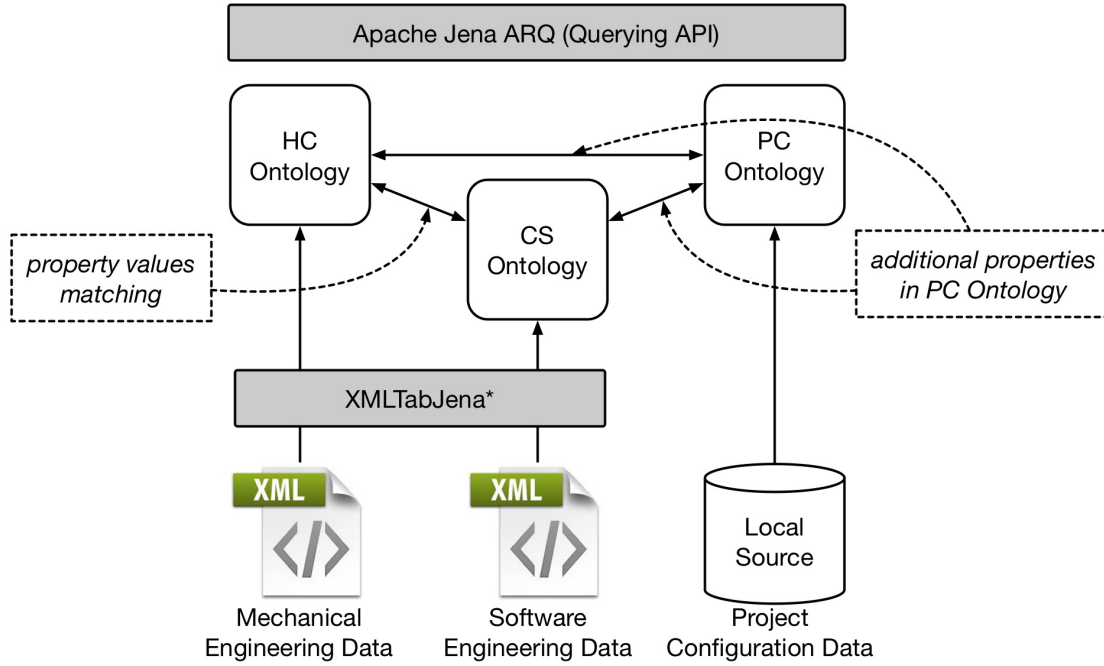 Apache Jena ARQ (Querying API)
HC
Ontology
PC
Ontology
CS
Ontology
property values
matching
additional properties
in PC Ontology
XMLTabJena*
XML
XML
Local
Source
Mechanical
Engineering Data
Software
Engineering Data
Project
Configuration Data